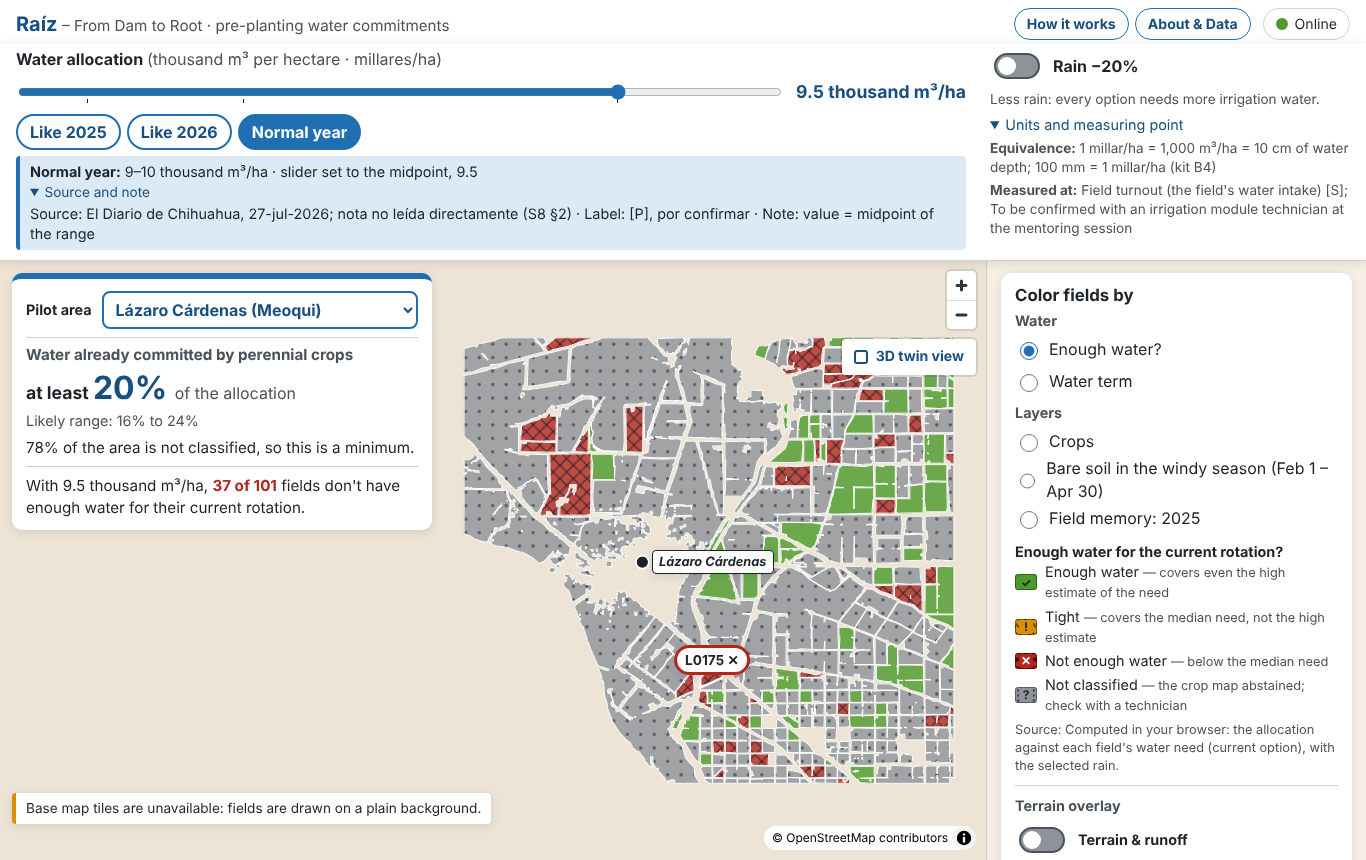 Raíz – From Dam to Root · pre-planting water commitments
How it works
About & Data
Online
Water allocation (thousand m³ per hectare · millares/ha)
9.5 thousand m³/ha
Like 2025
Like 2026
Normal year
Normal year: 9–10 thousand m³/ha · slider set to the midpoint, 9.5
▼ Source and note
Source: El Diario de Chihuahua, 27-jul-2026; nota no leída directamente (S8 §2) · Label: [P], por confirmar · Note: value = midpoint of
the range
Rain −20%
Less rain: every option needs more irrigation water.
▼ Units and measuring point
Equivalence: 1 millar/ha = 1,000 m³/ha = 10 cm of water
depth; 100 mm = 1 millar/ha (kit B4)
Measured at: Field turnout (the field's water intake) [S];
To be confirmed with an irrigation module technician at
the mentoring session
Pilot area
Lázaro Cárdenas (Meoqui)
Water already committed by perennial crops
at least 20% of the allocation
Likely range: 16% to 24%
78% of the area is not classified, so this is a minimum.
With 9.5 thousand m³/ha, 37 of 101 fields don't have
enough water for their current rotation.
+
−
3D twin view
Lázaro Cárdenas
L0175 ✕
Base map tiles are unavailable: fields are drawn on a plain background.
© OpenStreetMap contributors
Color fields by
Water
Enough water?
Water term
Layers
Crops
Bare soil in the windy season (Feb 1 –
Apr 30)
Field memory: 2025
Enough water for the current rotation?
Enough water — covers even the high
estimate of the need
Tight — covers the median need, not the high
estimate
Not enough water — below the median need
Not classified — the crop map abstained;
check with a technician
Source: Computed in your browser: the allocation
against each field's water need (current option), with
the selected rain.
Terrain overlay
Terrain & runoff